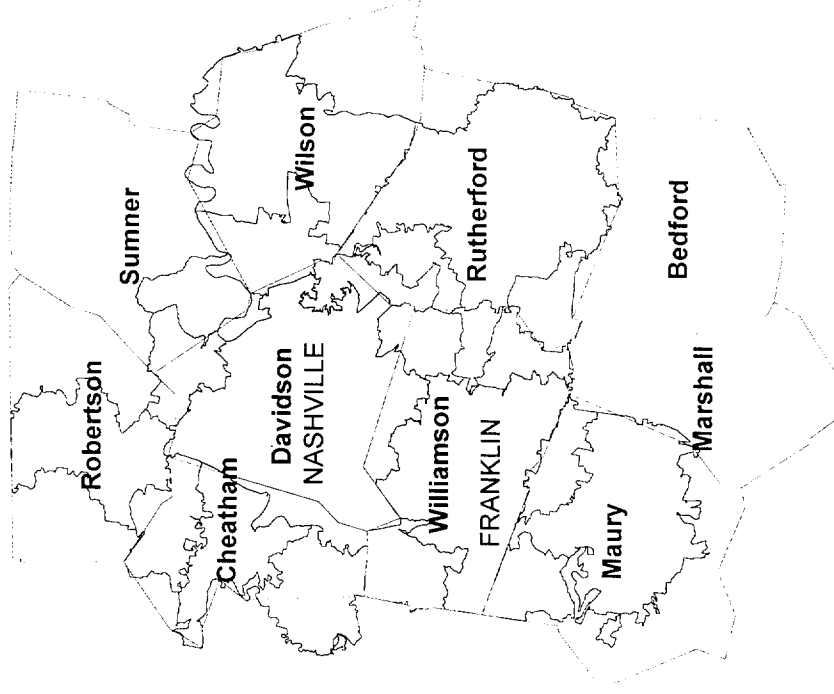 Robertson
Sumner
Cheatham
Davidson
NASHVILLE
Wilson
Williamson
FRANKLIN
Rutherford
Maury
Marshall
Bedford